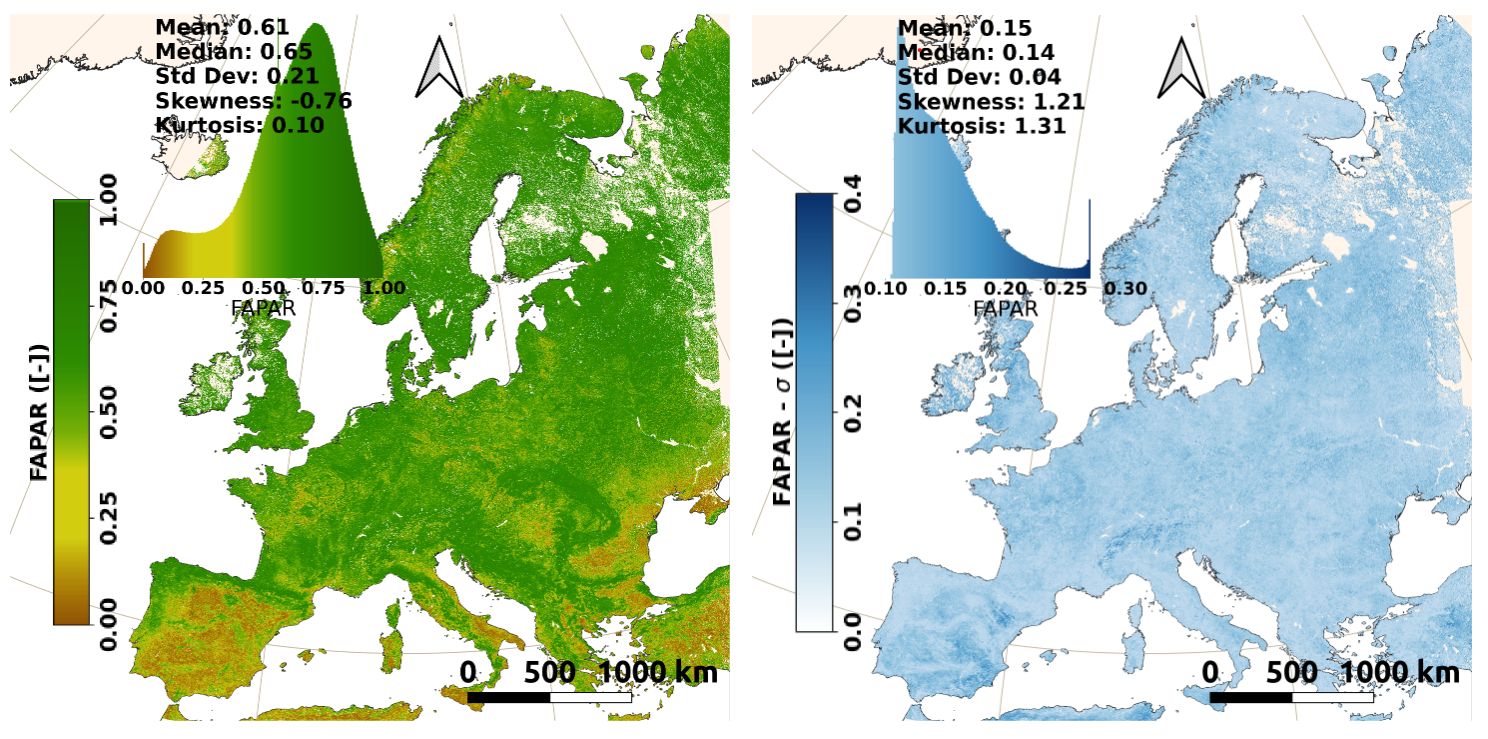 Mean: 0.61
Median: 0.65
Std Dev: 0.21
Skewness: -0.76
Kurtosis: 0.10
0.00 0.25 0.50 0.75 1.00
FAPAR
FAPAR ([-])
1.00
0.75
0.50
0.25
0.00
0 500 1000 km
Mean: 0.15
Median: 0.14
Std Dev: 0.04
Skewness: 1.21
Kurtosis: 1.31
0.10 0.15 0.20 0.25 0.30
FAPAR
FAPAR - σ ([-])
0.4
0.3
0.2
0.1
0.0
0 500 1000 km